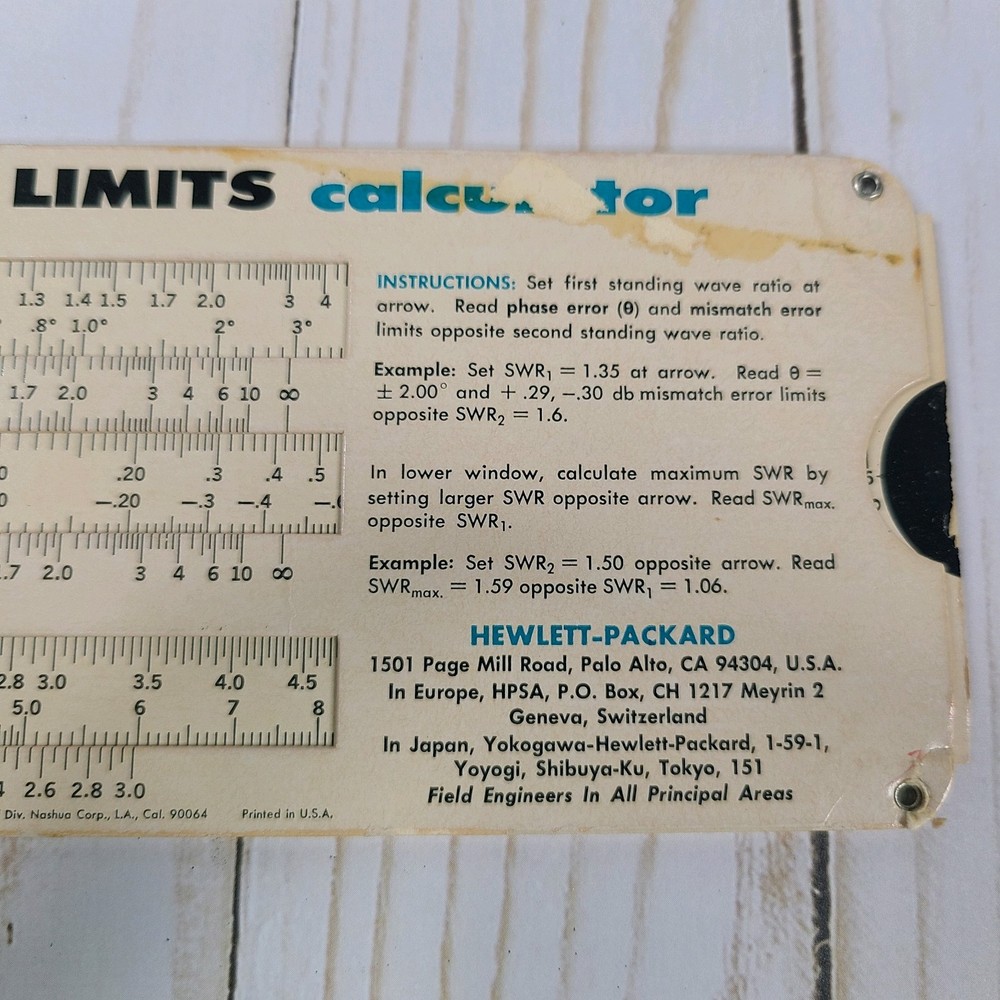 LIMITS
INSTRUCTIONS: Set first standing wave ratio at
arrow. Read phase error (θ) and mismatch error
limits opposite second standing wave ratio.
Example: Set SWR₁ = 1.35 at arrow. Read θ =
± 2.00° and + .29, –.30 db mismatch error limits
opposite SWR₂ = 1.6.
In lower window, calculate maximum SWR by
setting larger SWR opposite arrow. Read SWRmax.
opposite SWR₁.
Example: Set SWR₂ = 1.50 opposite arrow. Read
SWRmax. = 1.59 opposite SWR₁ = 1.06.
HEWLETT-PACKARD
1501 Page Mill Road, Palo Alto, CA 94304, U.S.A.
In Europe, HPSA, P.O. Box, CH 1217 Meyrin 2
Geneva, Switzerland
In Japan, Yokogawa-Hewlett-Packard, 1-59-1,
Yoyogi, Shibuya-Ku, Tokyo, 151
Field Engineers In All Principal Areas
1.3 1.4 1.5 1.7 2.0 3 4
.8° 1.0° 2° 3°
1.7 2.0 3 4 6 10 ∞
.20 .3 .4 .5
–.20 –.3 –.4
2.0 3 4 6 10 ∞
2.8 3.0 3.5 4.0 4.5
5.0 6 7 8
2.6 2.8 3.0
Div. Nashua Corp., L.A., Cal. 90064 Printed in U.S.A.